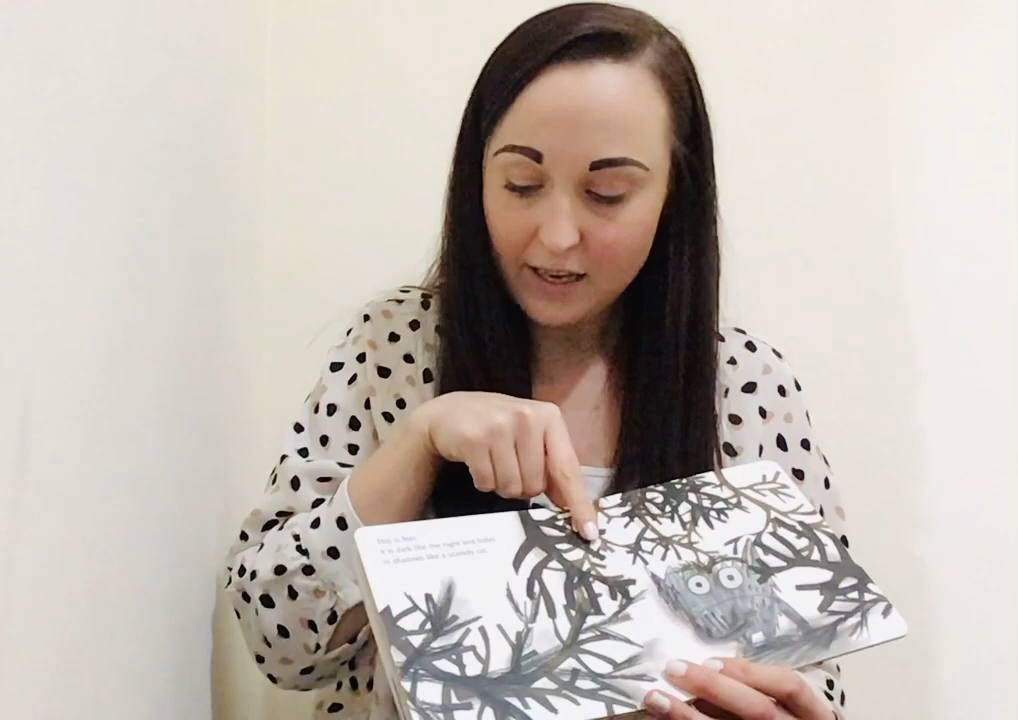 This is fear.
It is dark like the night and hides
in shadows like a scaredy cat.